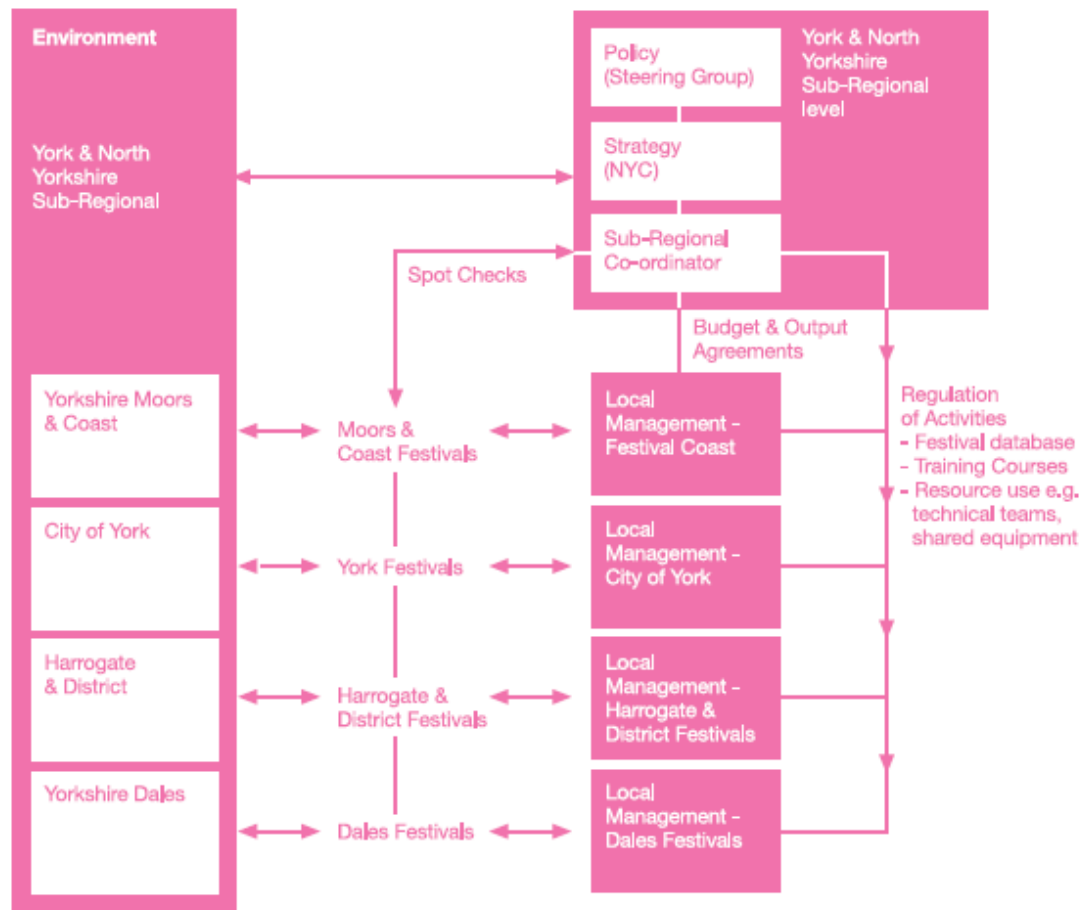 Environment
York & North
Yorkshire
Sub-Regional
Policy
(Steering Group)
York & North
Yorkshire
Sub-Regional
level
Strategy
(NYC)
Sub-Regional
Co-ordinator
Spot Checks
Budget & Output
Agreements
Regulation
of Activities
- Festival database
- Training Courses
- Resource use e.g.
technical teams,
shared equipment
Yorkshire Moors
& Coast
Moors &
Coast Festivals
Local
Management -
Festival Coast
City of York
York Festivals
Local
Management -
City of York
Harrogate
& District
Harrogate &
District Festivals
Local
Management -
Harrogate &
District Festivals
Yorkshire Dales
Dales Festivals
Local
Management -
Dales Festivals